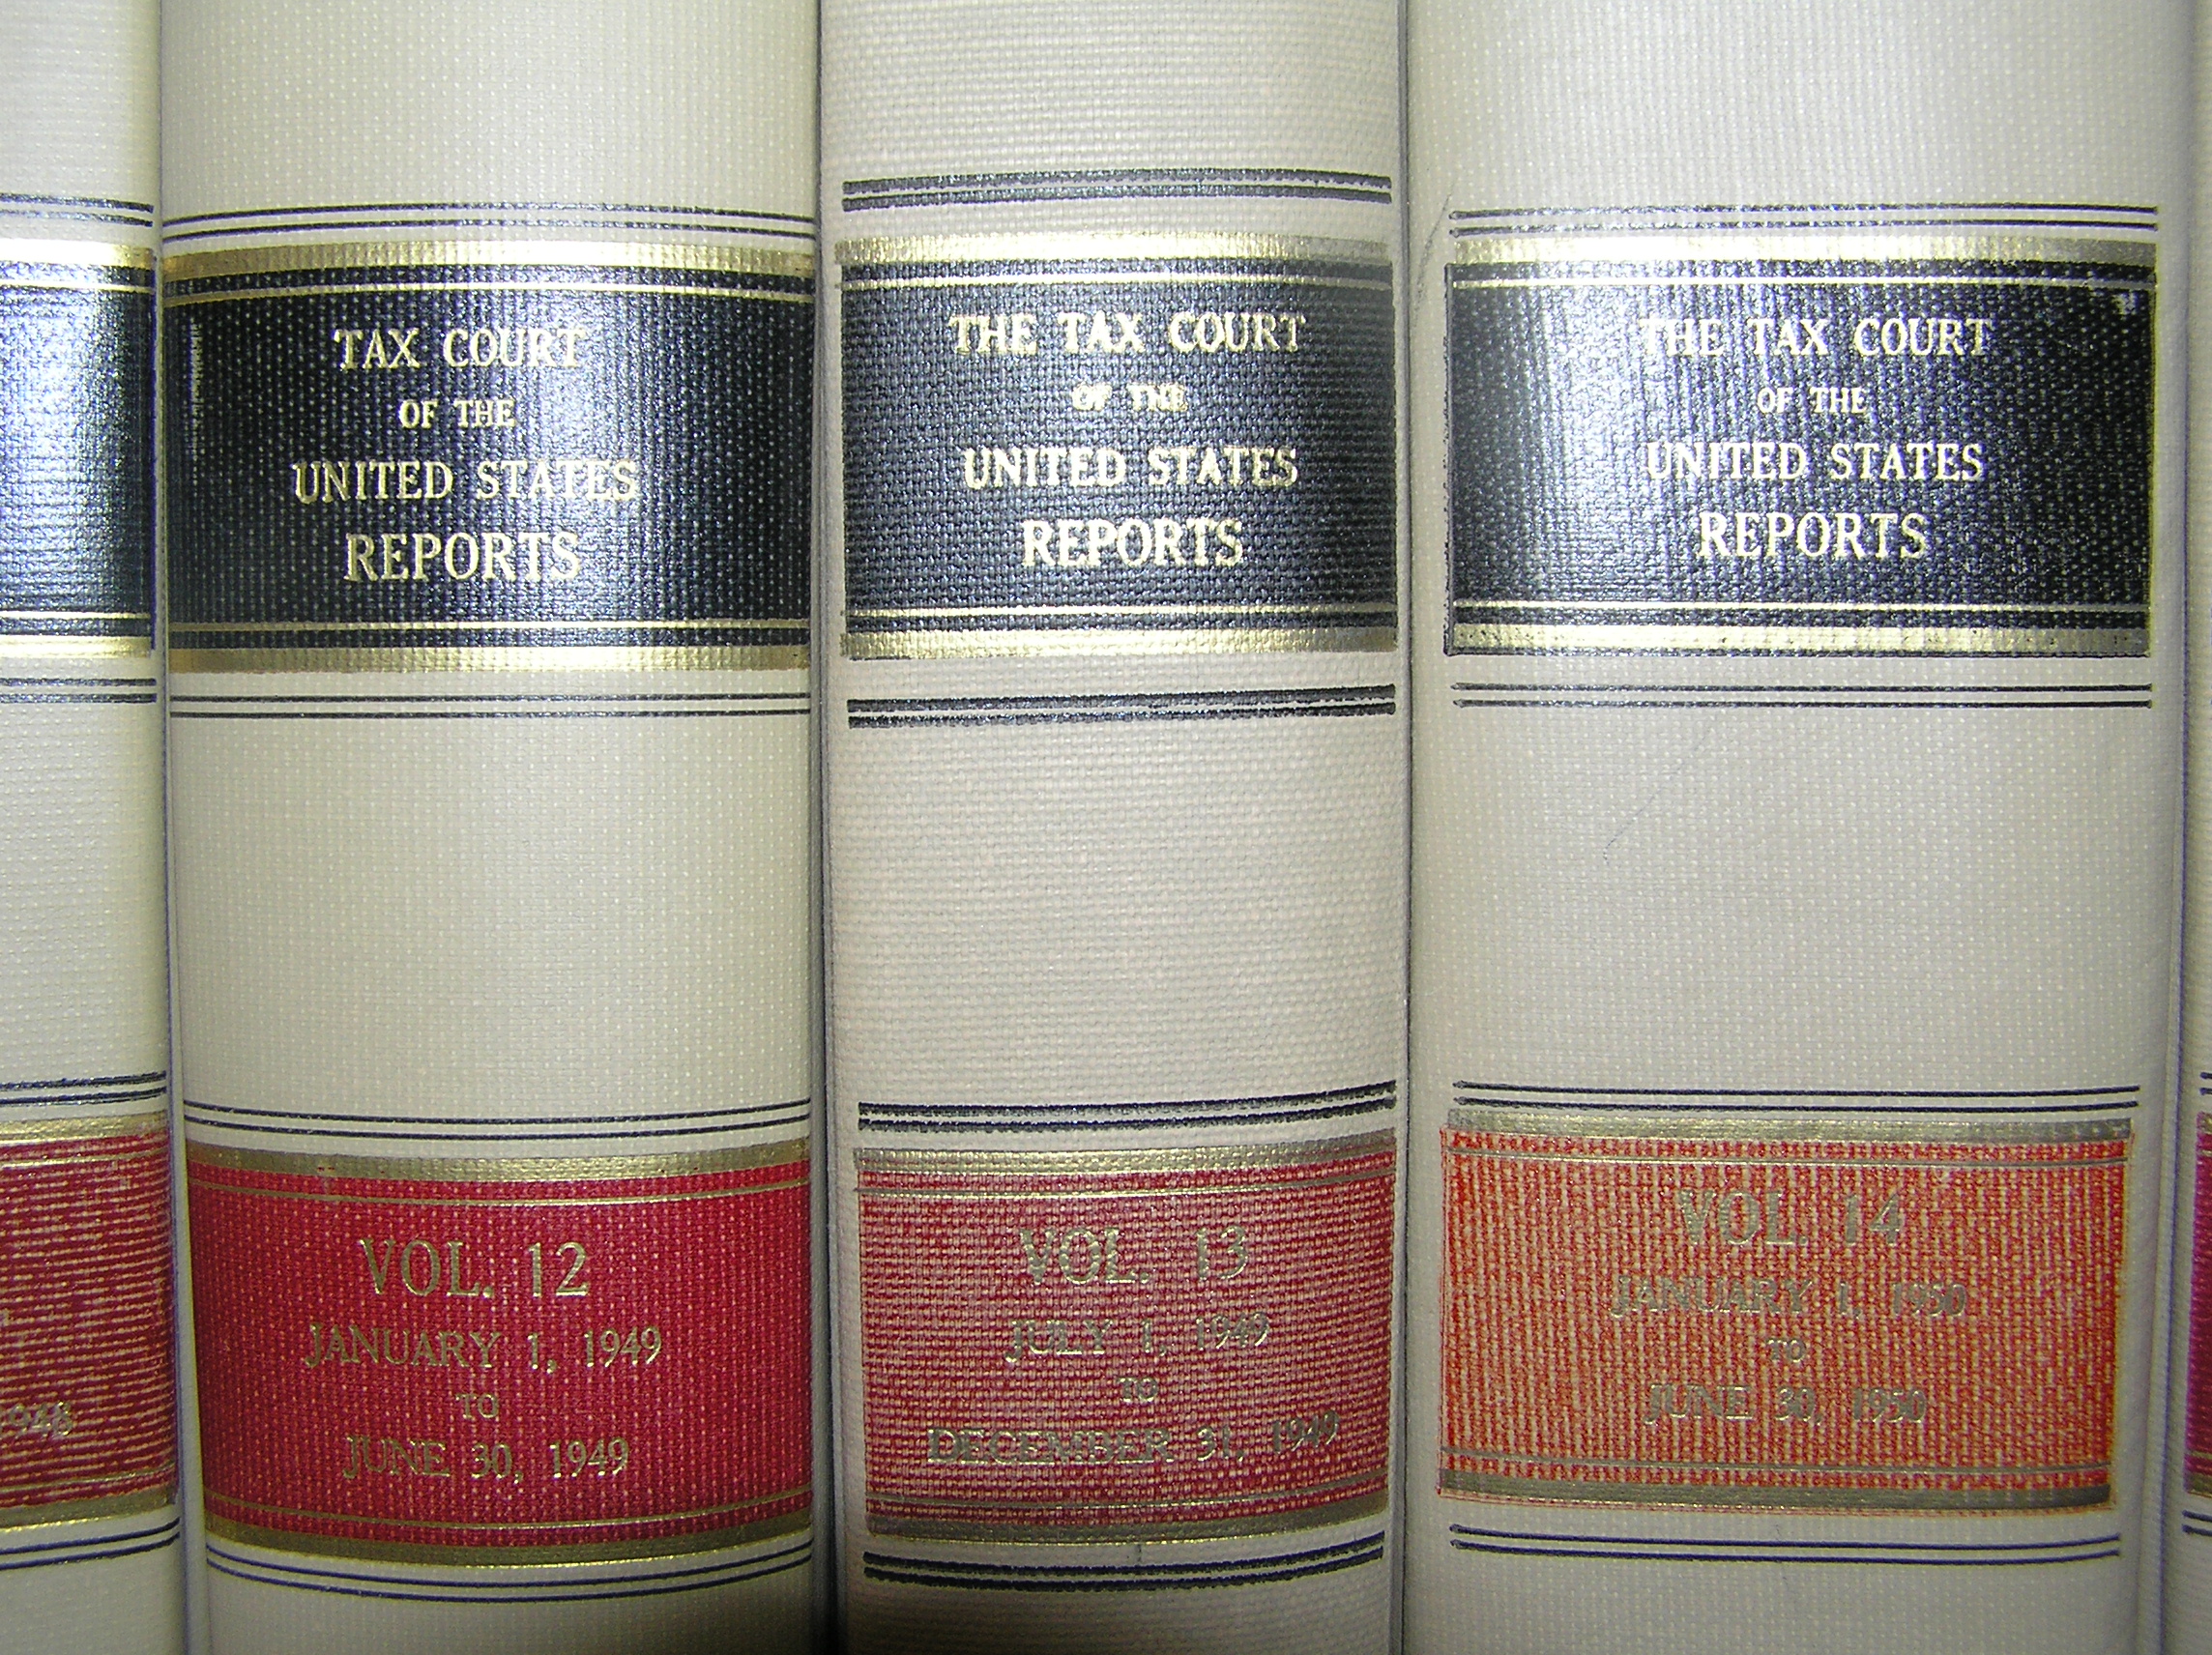 1948
TAX COURT
OF THE
UNITED STATES
REPORTS
VOL. 12
JANUARY 1, 1949
TO
JUNE 30, 1949
THE TAX COURT
OF THE
UNITED STATES
REPORTS
VOL. 13
JULY 1, 1949
TO
DECEMBER 31, 1949
THE TAX COURT
OF THE
UNITED STATES
REPORTS
VOL. 14
JANUARY 1, 1950
TO
JUNE 30, 1950